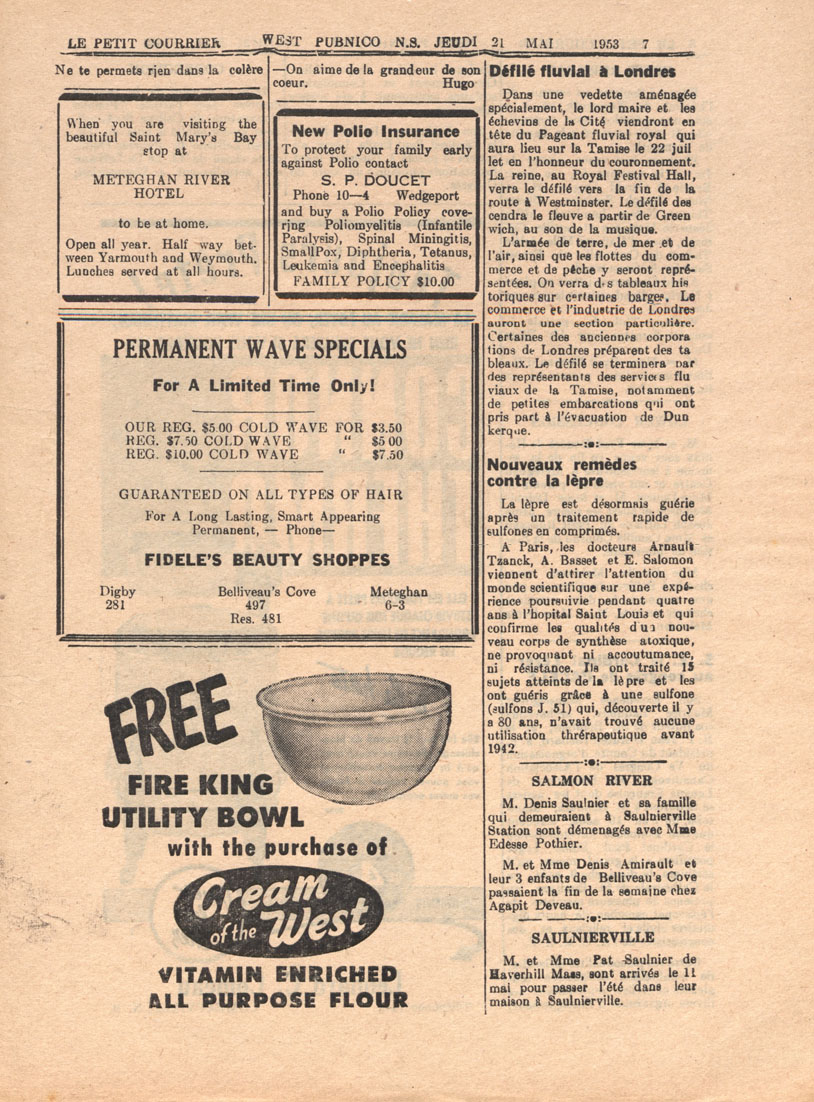 LE PETIT COURRIER WEST PUBNICO N.S. JEUDI 21 MAI 1953 7
Ne te permets rien dans la colère
When you are visiting the
beautiful Saint Mary's Bay
stop at
METEGHAN RIVER
HOTEL
to be at home.
Open all year. Half way bet-
ween Yarmouth and Weymouth.
Lunches served at all hours.
—On aime de la grandeur de son
coeur. Hugo
New Polio Insurance
To protect your family early
against Polio contact
S. P. DOUCET
Phone 10—4 Wedgeport
and buy a Polio Policy cove-
ring Poliomyelitis (Infantile
Paralysis), Spinal Miningitis,
SmallPox, Diphtheria, Tetanus,
Leukemia and Encephalitis
FAMILY POLICY $10.00
PERMANENT WAVE SPECIALS
For A Limited Time Only!
OUR REG. $5.00 COLD WAVE FOR $3.50
REG. $7.50 COLD WAVE " $5 00
REG. $10.00 COLD WAVE " $7.50
GUARANTEED ON ALL TYPES OF HAIR
For A Long Lasting, Smart Appearing
Permanent, — Phone—
FIDELE'S BEAUTY SHOPPES
Digby Belliveau's Cove Meteghan
281 497 6-3
Res. 481
FREE
FIRE KING
UTILITY BOWL
with the purchase of
Cream
of the West
VITAMIN ENRICHED
ALL PURPOSE FLOUR
Défilé fluvial à Londres
Dans une vedette aménagée
spécialement, le lord maire et les
échevins de la Cité viendront en
tête du Pageant fluvial royal qui
aura lieu sur la Tamise le 22 juil
let en l'honneur du couronnement.
La reine, au Royal Festival Hall,
verra le défilé vers la fin de la
route à Westminster. Le défilé des
cendra le fleuve a partir de Green
wich, au son de la musique.
L'armée de terre, de mer et de
l'air, ainsi que les flottes du com-
merce et de pêche y seront repré-
sentées. On verra des tableaux his
toriques sur certaines barges. Le
commerce et l'industrie de Londres
auront une section particulière.
Certaines des anciennes corpora
tions de Londres préparent des ta
bleaux. Le défilé se terminera par
des représentants des services flu
viaux de la Tamise, notamment
de petites embarcations qui ont
pris part à l'évacuation de Dun
kerque.
Nouveaux remèdes
contre la lèpre
La lèpre est désormais guérie
après un traitement rapide de
sulfones en comprimés.
A Paris, les docteurs Arnault
Tzanck, A. Basset et E. Salomon
viennent d'attirer l'attention du
monde scientifique sur une expé-
rience poursuivie pendant quatre
ans à l'hopital Saint Louis et qui
confirme les qualités d'un nou-
veau corps de synthèse atoxique,
ne provoquant ni accoutumance,
ni résistance. Ils ont traité 15
sujets atteints de la lèpre et les
ont guéris grâce à une sulfone
(sulfons J. 51) qui, découverte il y
a 80 ans, n'avait trouvé aucune
utilisation thrérapeutique avant
1942.
SALMON RIVER
M. Denis Saulnier et sa famille
qui demeuraient à Saulnierville
Station sont démenagés avec Mme
Edesse Pothier.
M. et Mme Denis Amirault et
leur 3 enfants de Belliveau's Cove
passaient la fin de la semaine chez
Agapit Deveau.
SAULNIERVILLE
M. et Mme Pat Saulnier de
Haverhill Mass, sont arrivés le 11
mai pour passer l'été dans leur
maison à Saulnierville.